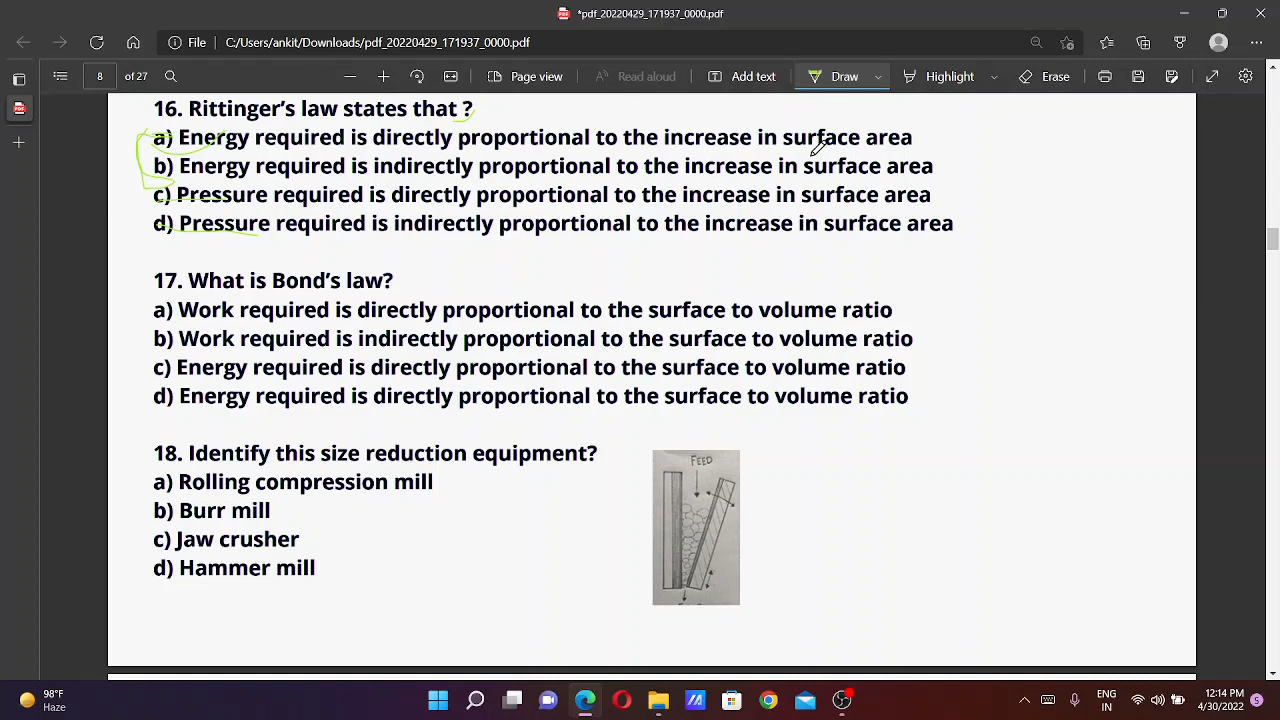 *pdf_20220429_171937_0000.pdf
File C:/Users/ankit/Downloads/pdf_20220429_171937_0000.pdf
8 of 27 Page view Read aloud Add text Draw Highlight Erase
16. Rittinger's law states that ?
a) Energy required is directly proportional to the increase in surface area
b) Energy required is indirectly proportional to the increase in surface area
c) Pressure required is directly proportional to the increase in surface area
d) Pressure required is indirectly proportional to the increase in surface area
17. What is Bond's law?
a) Work required is directly proportional to the surface to volume ratio
b) Work required is indirectly proportional to the surface to volume ratio
c) Energy required is directly proportional to the surface to volume ratio
d) Energy required is directly proportional to the surface to volume ratio
18. Identify this size reduction equipment?
a) Rolling compression mill
b) Burr mill
c) Jaw crusher
d) Hammer mill
FEED
98°F
Haze
ENG
IN
12:14 PM
4/30/2022